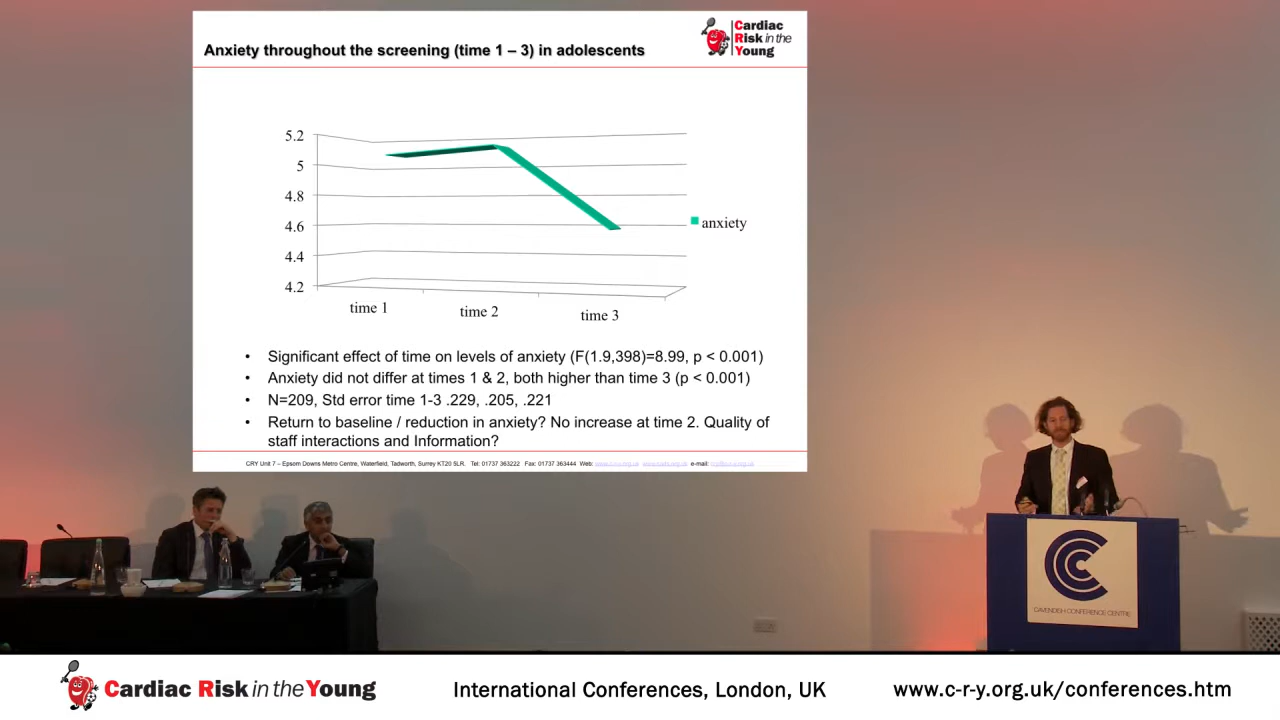 Anxiety throughout the screening (time 1 – 3) in adolescents
Cardiac
Risk in the
Young
5.2
5
4.8
4.6
4.4
4.2
time 1
time 2
time 3
anxiety
• Significant effect of time on levels of anxiety (F(1.9,398)=8.99, p < 0.001)
• Anxiety did not differ at times 1 & 2, both higher than time 3 (p < 0.001)
• N=209, Std error time 1-3 .229, .205, .221
• Return to baseline / reduction in anxiety? No increase at time 2. Quality of
staff interactions and Information?
CRY Unit 7 – Epsom Downs Metro Centre, Waterfield, Tadworth, Surrey KT20 5LR. Tel: 01737 363222 Fax: 01737 363444 Web: e-mail:
CAVENDISH CONFERENCE CENTRE
Cardiac Risk in the Young
International Conferences, London, UK
www.c-r-y.org.uk/conferences.htm